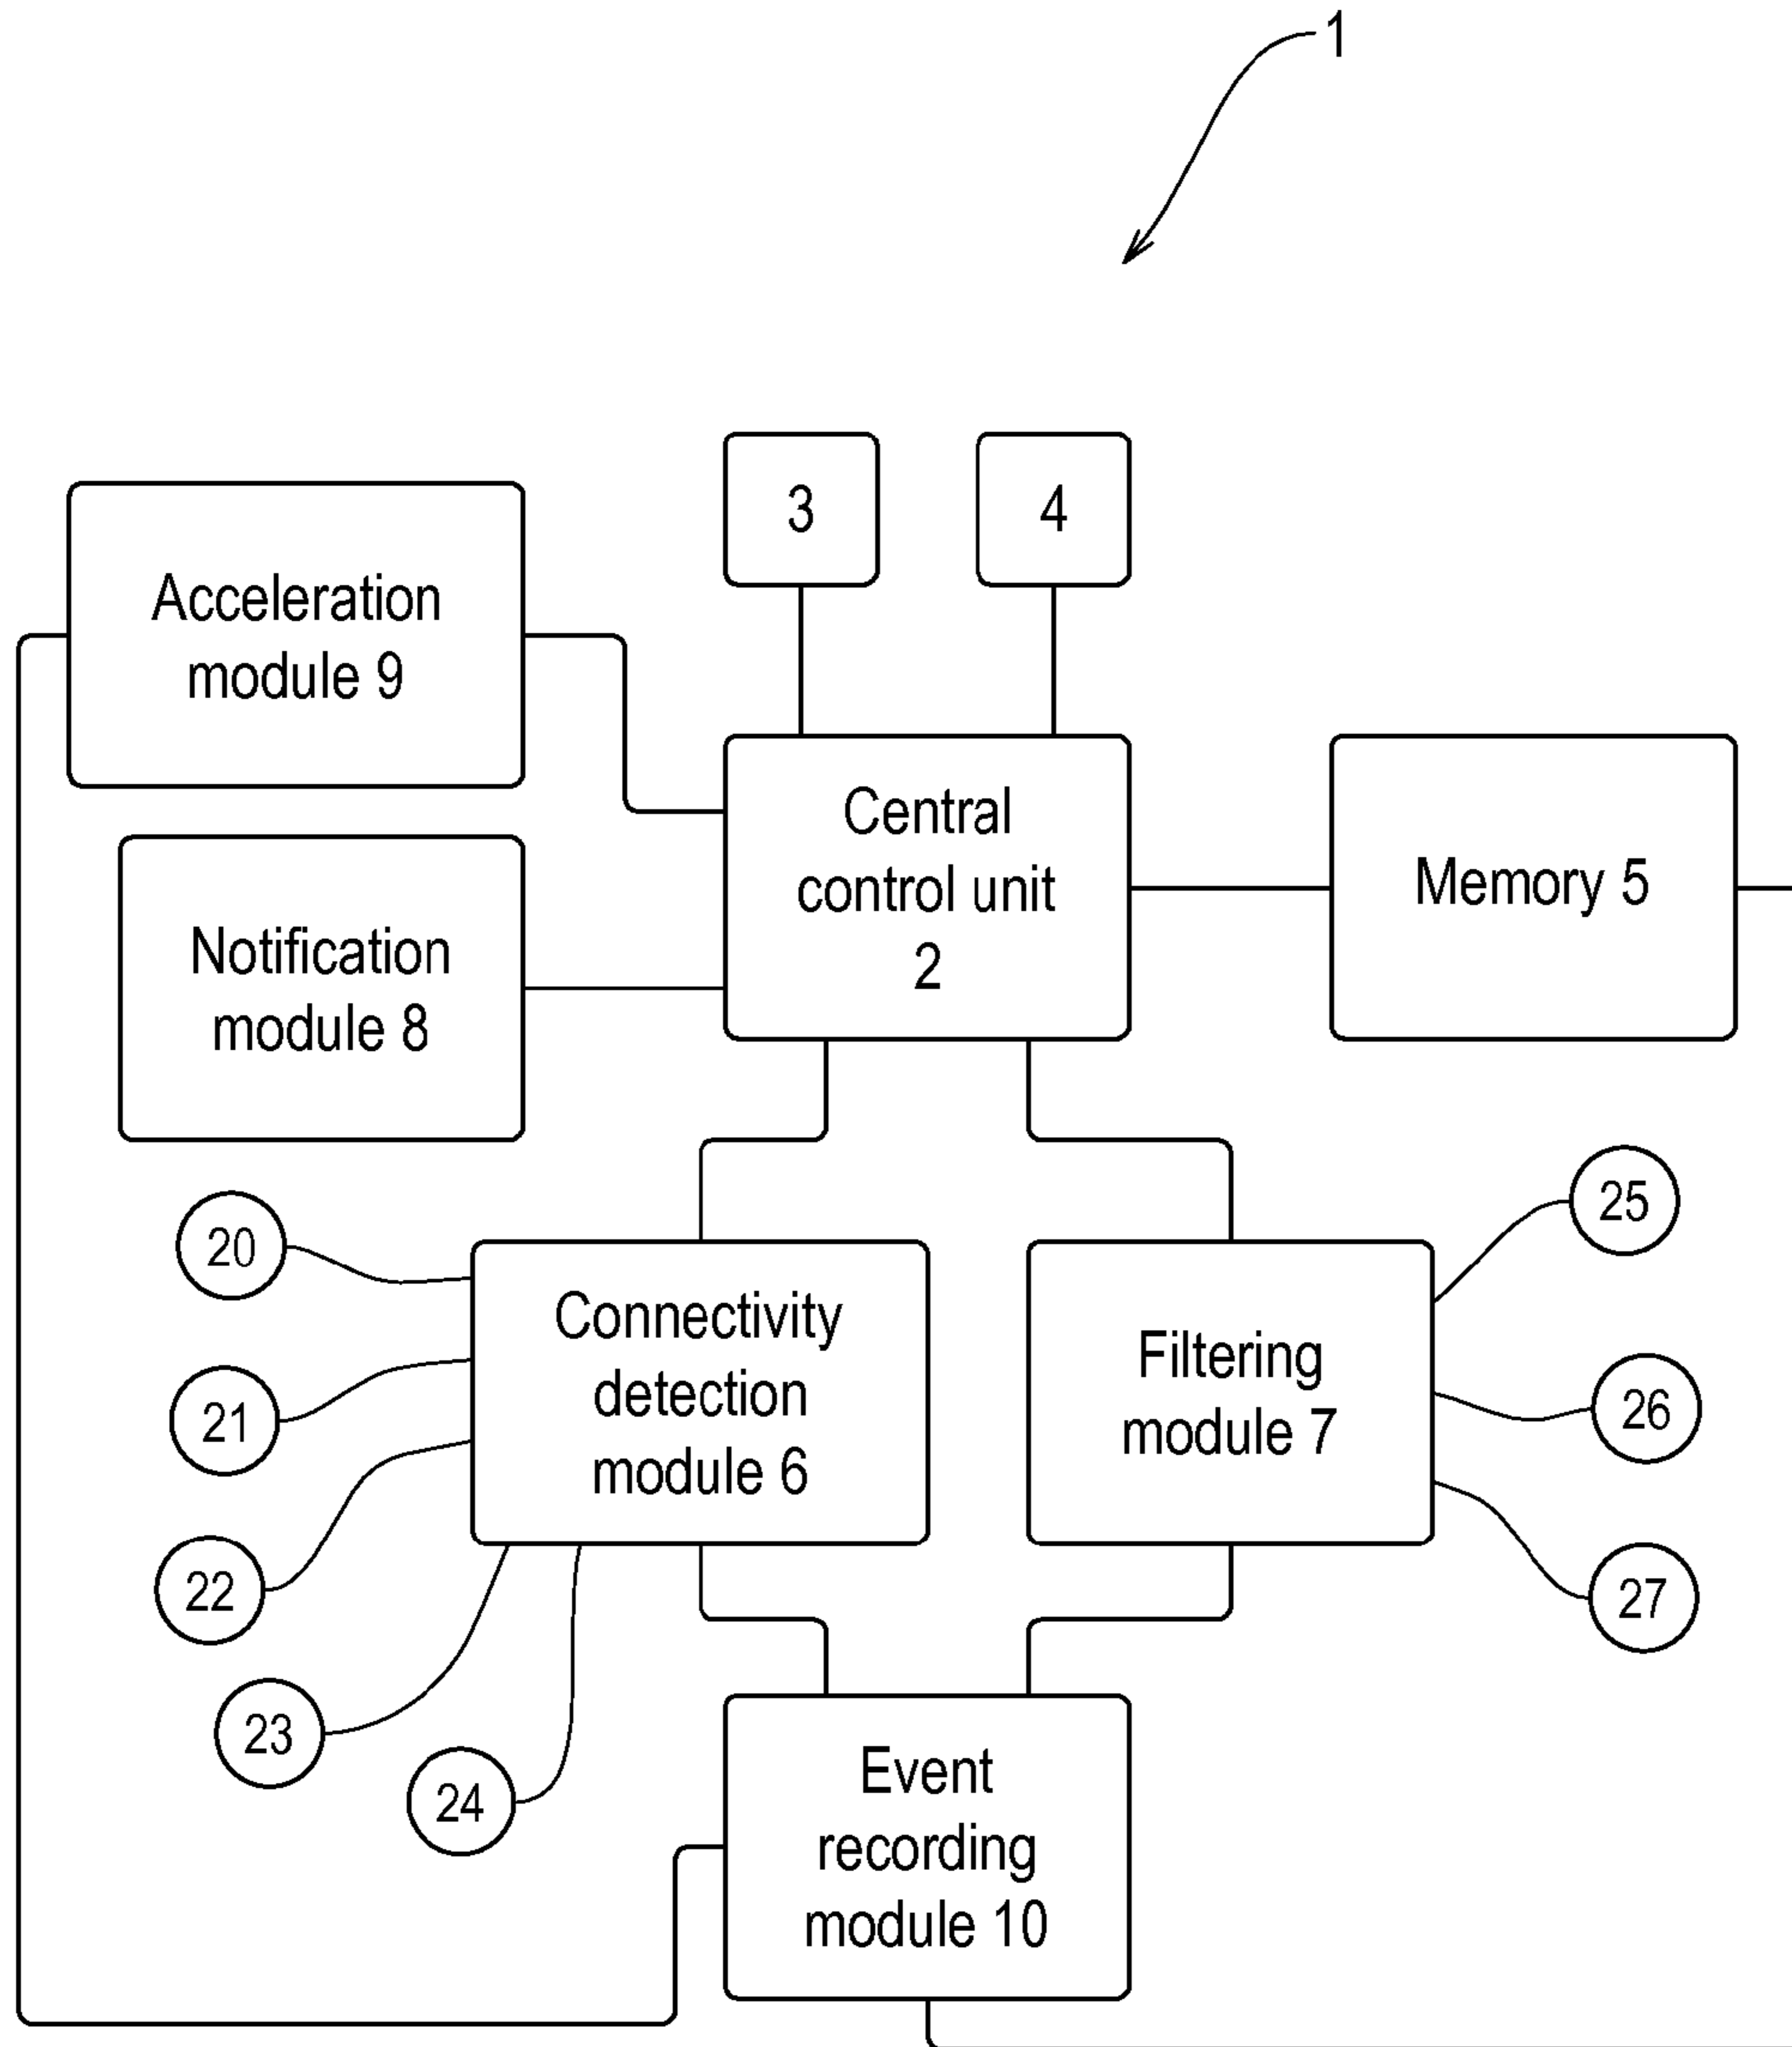 1
3
4
Acceleration
module 9
Central
control unit
2
Memory 5
Notification
module 8
20
21
22
23
24
Connectivity
detection
module 6
Filtering
module 7
25
26
27
Event
recording
module 10